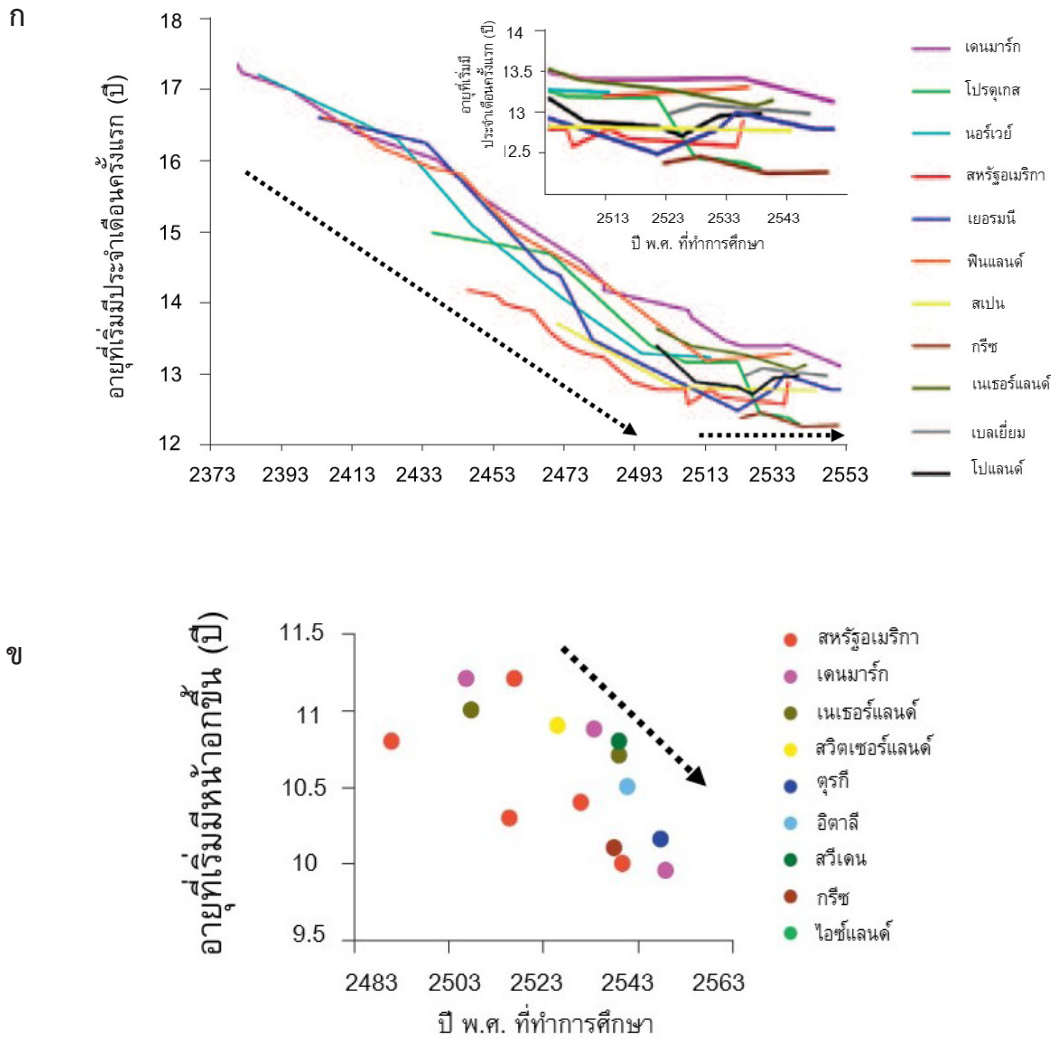 ก
อายุที่เริ่มมีประจำเดือนครั้งแรก (ปี)
18
17
16
15
14
13
12
2373 2393 2413 2433 2453 2473 2493 2513 2533 2553
อายุที่เริ่มมี
ประจำเดือนครั้งแรก (ปี)
14
13.5
13
12.5
2513 2523 2533 2543
ปี พ.ศ. ที่ทำการศึกษา
เดนมาร์ก
โปรตุเกส
นอร์เวย์
สหรัฐอเมริกา
เยอรมนี
ฟินแลนด์
สเปน
กรีซ
เนเธอร์แลนด์
เบลเยี่ยม
โปแลนด์
ข
อายุที่เริ่มมีหน้าอกขึ้น (ปี)
11.5
11
10.5
10
9.5
2483 2503 2523 2543 2563
ปี พ.ศ. ที่ทำการศึกษา
สหรัฐอเมริกา
เดนมาร์ก
เนเธอร์แลนด์
สวิตเซอร์แลนด์
ตุรกี
อิตาลี
สวีเดน
กรีซ
ไอซ์แลนด์